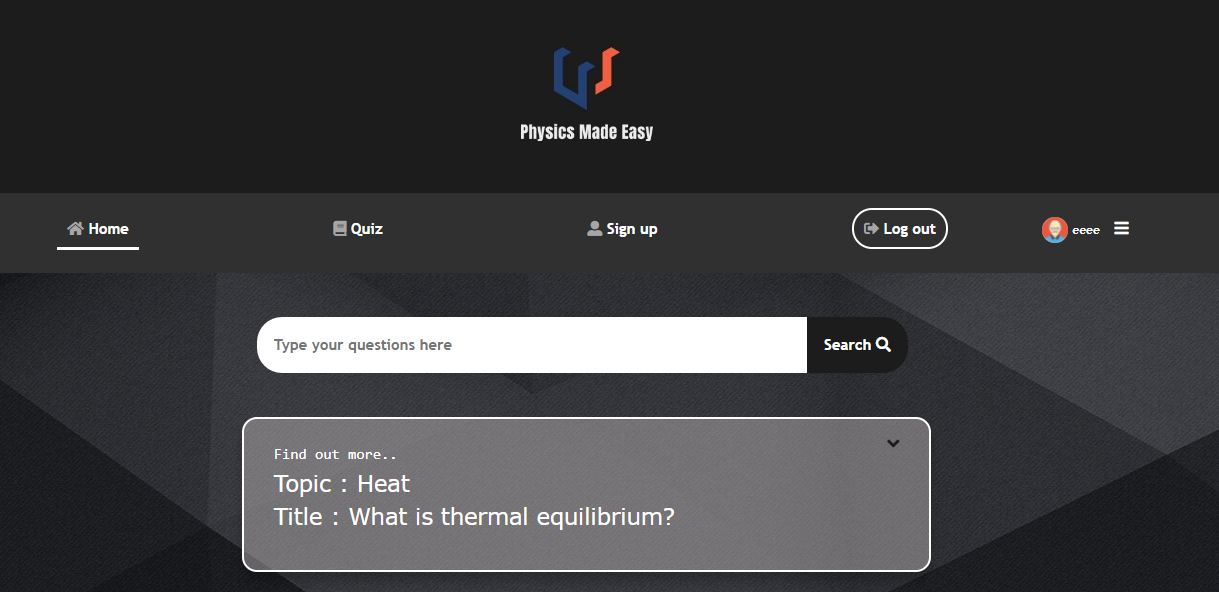 Physics Made Easy
Home
Quiz
Sign up
Log out
eeee
Type your questions here
Search
Find out more..
Topic : Heat
Title : What is thermal equilibrium?